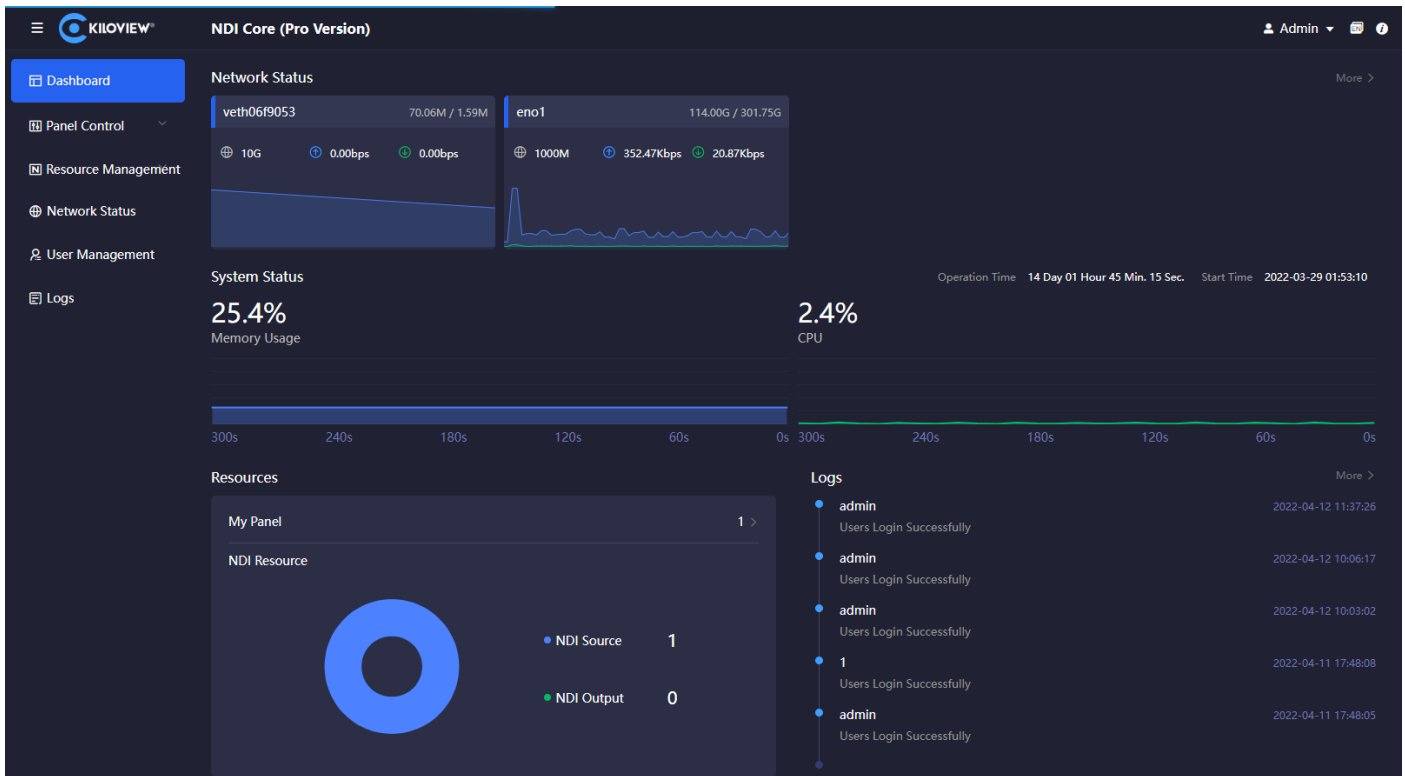 KILOVIEW®
NDI Core (Pro Version)
Admin
EN
Dashboard
Panel Control
Resource Management
Network Status
User Management
Logs
Network Status
More >
veth06f9053 70.06M / 1.59M
10G 0.00bps 0.00bps
eno1 114.00G / 301.75G
1000M 352.47Kbps 20.87Kbps
System Status
Operation Time 14 Day 01 Hour 45 Min. 15 Sec. Start Time 2022-03-29 01:53:10
25.4%
Memory Usage
300s 240s 180s 120s 60s 0s
2.4%
CPU
300s 240s 180s 120s 60s 0s
Resources
My Panel 1 >
NDI Resource
NDI Source 1
NDI Output 0
Logs
More >
admin 2022-04-12 11:37:26
Users Login Successfully
admin 2022-04-12 10:06:17
Users Login Successfully
admin 2022-04-12 10:03:02
Users Login Successfully
1 2022-04-11 17:48:08
Users Login Successfully
admin 2022-04-11 17:48:05
Users Login Successfully